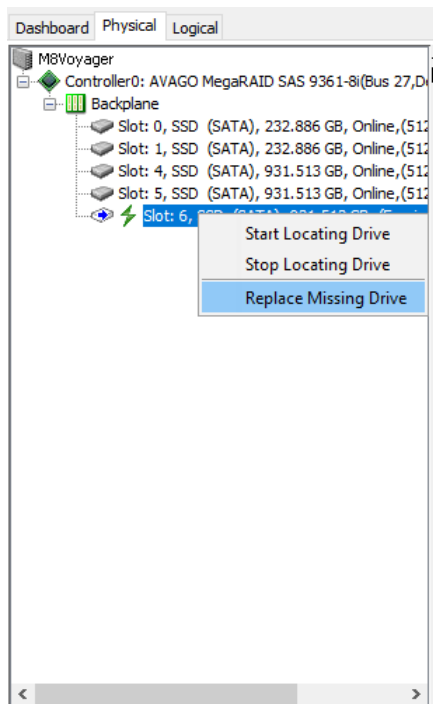 Dashboard Physical Logical
M8Voyager
Controller0: AVAGO MegaRAID SAS 9361-8i(Bus 27,D
Backplane
Slot: 0, SSD (SATA), 232.886 GB, Online,(512
Slot: 1, SSD (SATA), 232.886 GB, Online,(512
Slot: 4, SSD (SATA), 931.513 GB, Online,(512
Slot: 5, SSD (SATA), 931.513 GB, Online,(512
Slot: 6,
Start Locating Drive
Stop Locating Drive
Replace Missing Drive